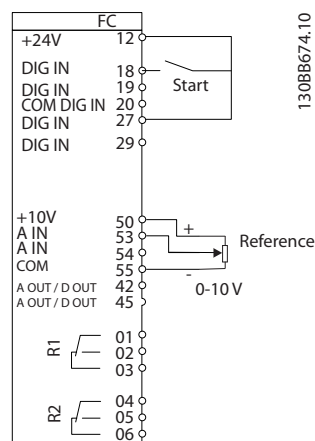 FC
+24V 12
DIG IN 18
Start
DIG IN 19
COM DIG IN 20
DIG IN 27
DIG IN 29
130BB674.10
+10V 50
+
A IN 53
Reference
A IN 54
COM 55
-
0-10 V
A OUT / D OUT 42
A OUT / D OUT 45
R1
01
02
03
R2
04
05
06